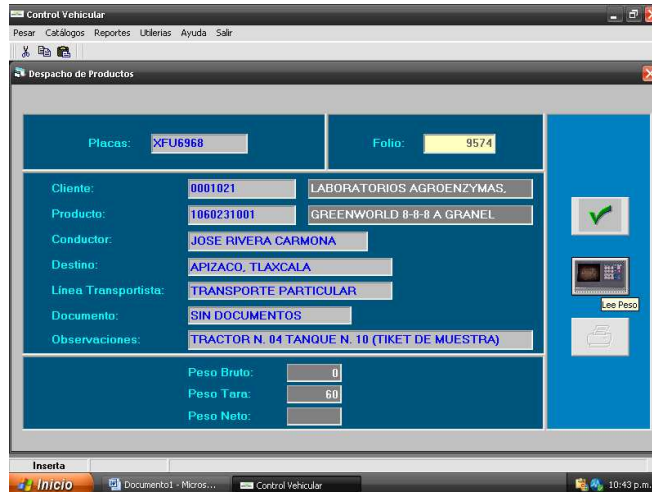 Control Vehicular
Pesar Catálogos Reportes Utilerias Ayuda Salir
Despacho de Productos
Placas: XFU6968 Folio: 9574
Cliente: 0001021 LABORATORIOS AGROENZYMAS,
Producto: 1060231001 GREENWORLD 8-8-8 A GRANEL
Conductor: JOSE RIVERA CARMONA
Destino: APIZACO, TLAXCALA
Línea Transportista: TRANSPORTE PARTICULAR
Documento: SIN DOCUMENTOS
Observaciones: TRACTOR N. 04 TANQUE N. 10 (TIKET DE MUESTRA)
Lee Peso
Peso Bruto: 0
Peso Tara: 60
Peso Neto:
Inserta
Inicio Documento1 - Micros... Control Vehicular 10:43 p.m.